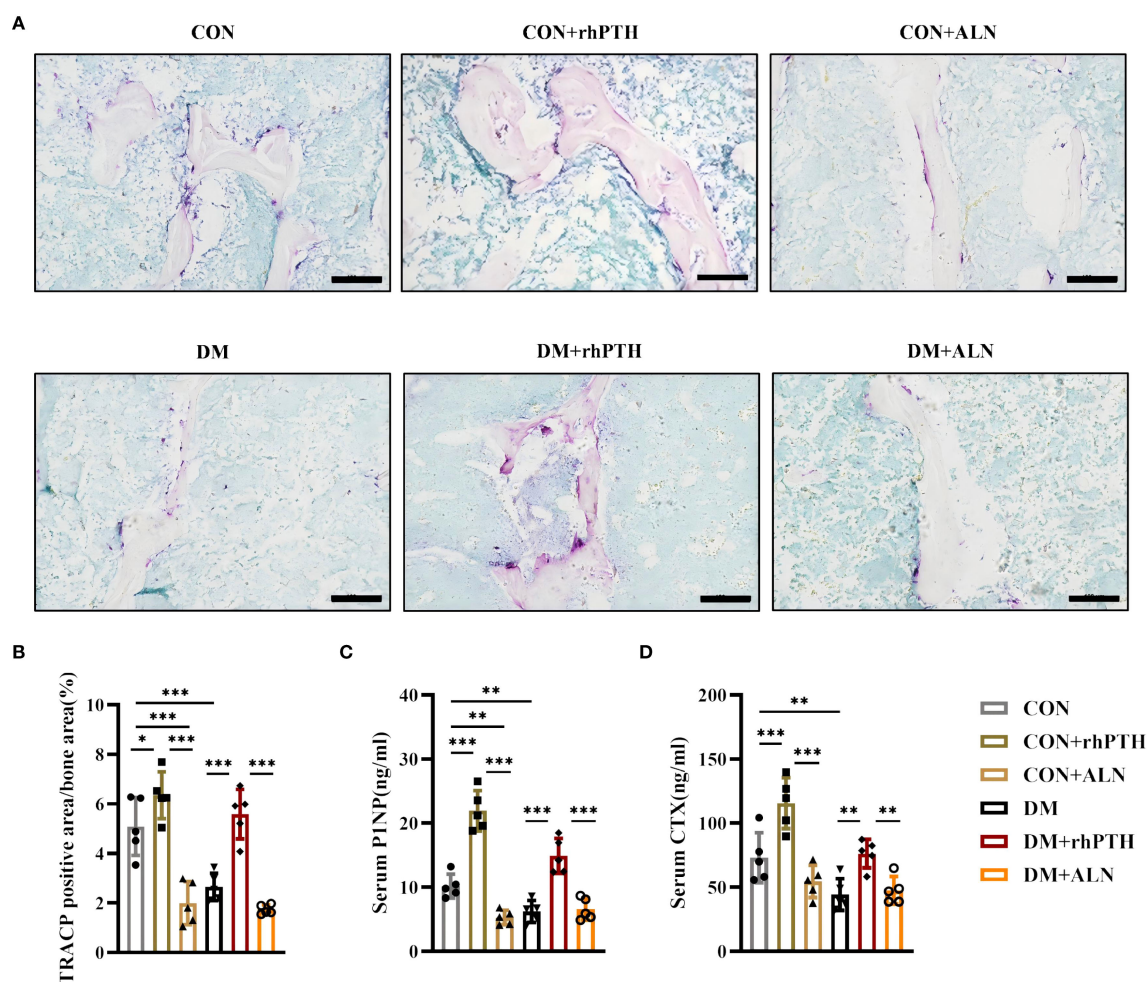 A
CON
CON+rhPTH
CON+ALN
DM
DM+rhPTH
DM+ALN
B
TRACP positive area/bone area(%)
10
8
6
4
2
0
***
***
*
***
***
***
C
Serum P1NP(ng/ml)
40
30
20
10
0
**
**
***
***
***
***
D
Serum CTX(ng/ml)
200
150
100
50
0
**
***
***
**
**
CON
CON+rhPTH
CON+ALN
DM
DM+rhPTH
DM+ALN